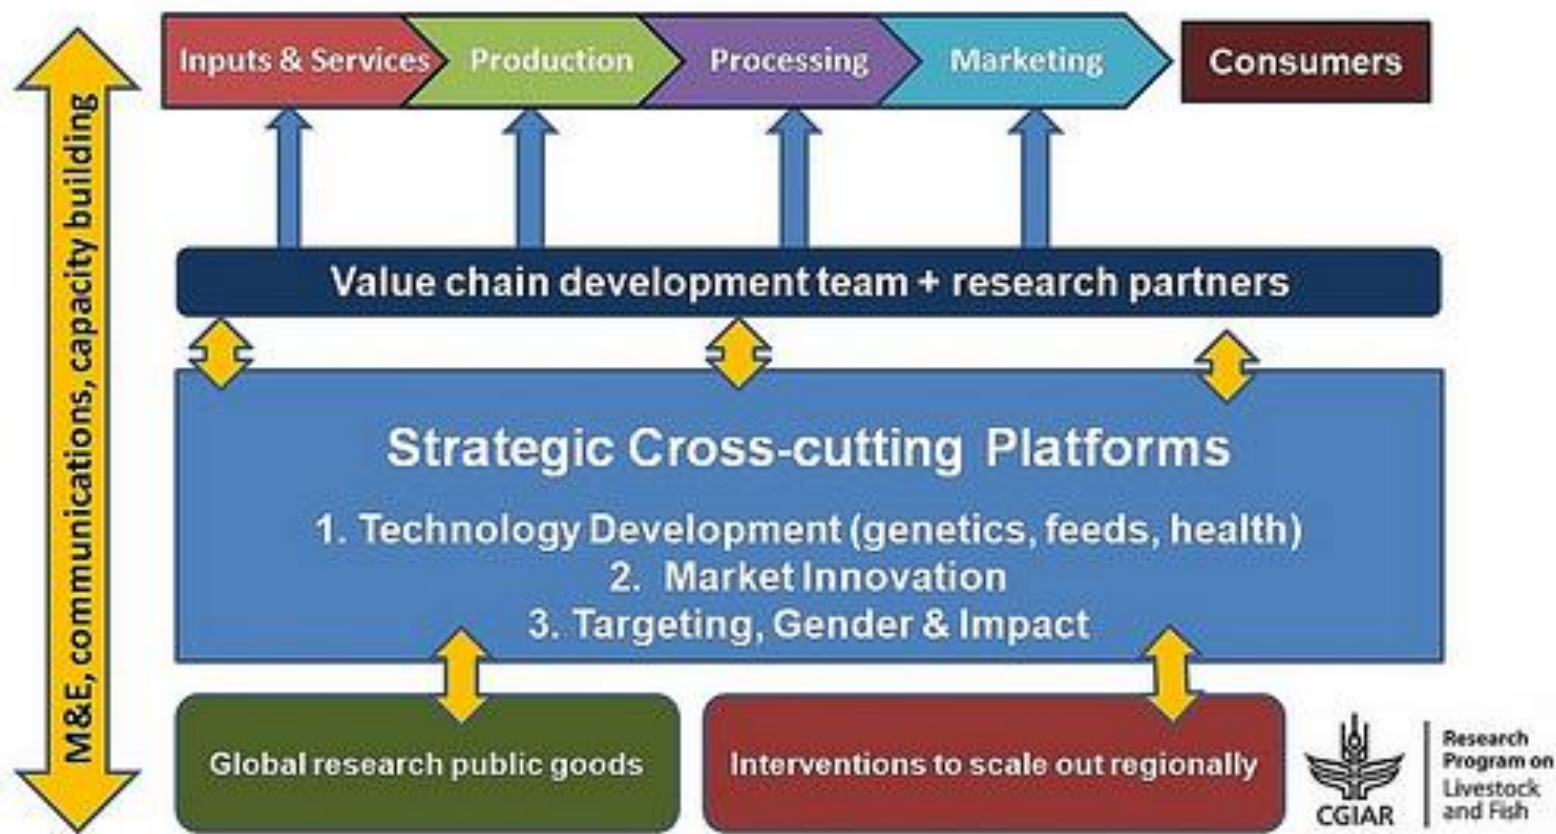 Inputs & Services
Production
Processing
Marketing
Consumers
M&E, communications, capacity building
Value chain development team + research partners
Strategic Cross-cutting Platforms
1. Technology Development (genetics, feeds, health)
2. Market Innovation
3. Targeting, Gender & Impact
Global research public goods
Interventions to scale out regionally
CGIAR
Research
Program on
Livestock
and Fish